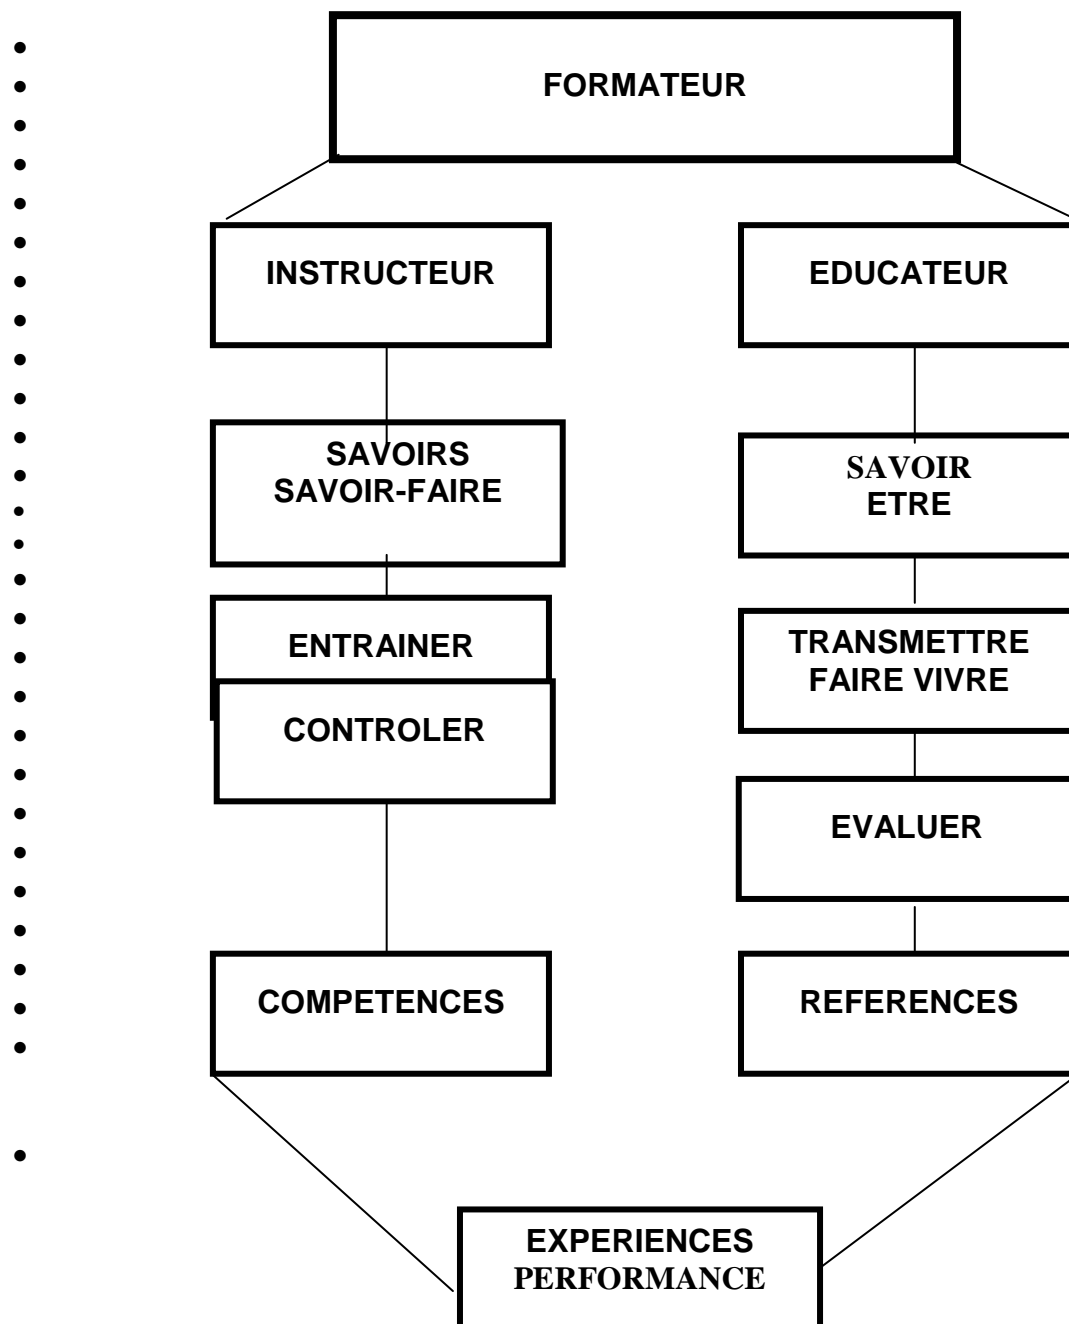 FORMATEUR
INSTRUCTEUR
SAVOIRS
SAVOIR-FAIRE
ENTRAINER
CONTROLER
COMPETENCES
EDUCATEUR
SAVOIR
ETRE
TRANSMETTRE
FAIRE VIVRE
EVALUER
REFERENCES
EXPERIENCES
PERFORMANCE